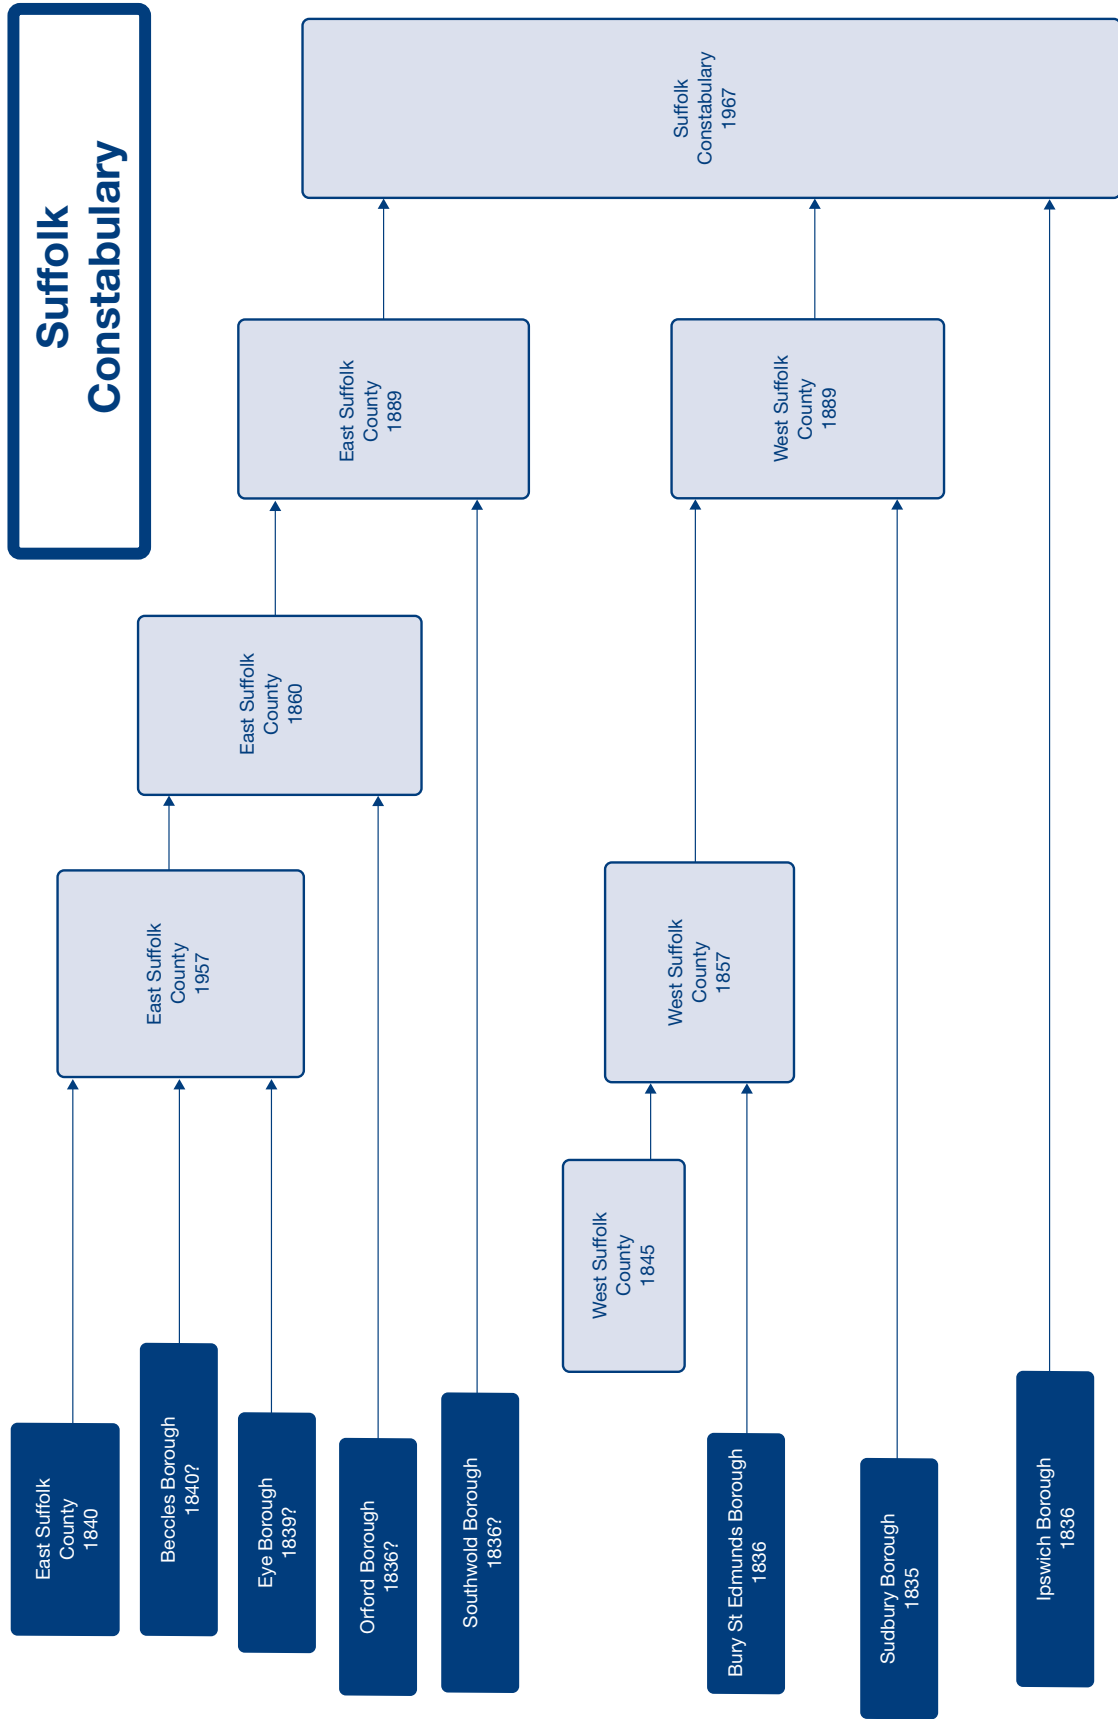 Suffolk
Constabulary
East Suffolk
County
1840
Beccles Borough
1840?
Eye Borough
1839?
Orford Borough
1836?
Southwold Borough
1836?
Bury St Edmunds Borough
1836
Sudbury Borough
1835
Ipswich Borough
1836
West Suffolk
County
1845
East Suffolk
County
1957
West Suffolk
County
1857
East Suffolk
County
1860
East Suffolk
County
1889
West Suffolk
County
1889
Suffolk
Constabulary
1967